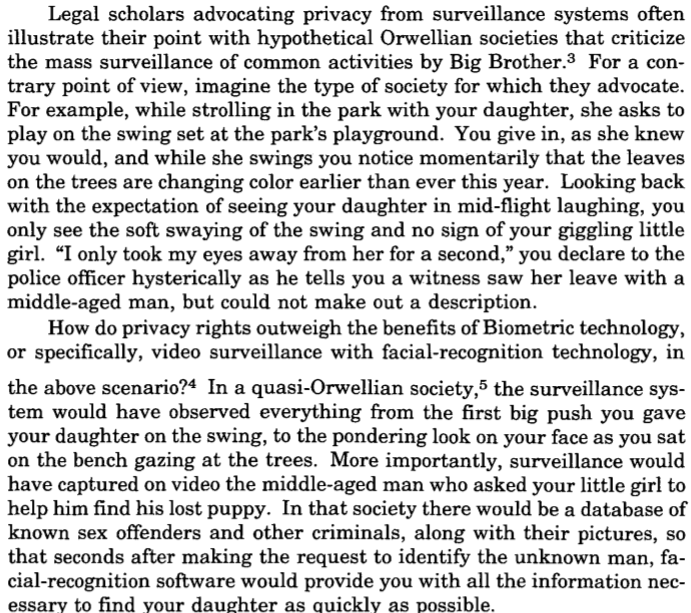 Legal scholars advocating privacy from surveillance systems often
illustrate their point with hypothetical Orwellian societies that criticize
the mass surveillance of common activities by Big Brother.³ For a con-
trary point of view, imagine the type of society for which they advocate.
For example, while strolling in the park with your daughter, she asks to
play on the swing set at the park's playground. You give in, as she knew
you would, and while she swings you notice momentarily that the leaves
on the trees are changing color earlier than ever this year. Looking back
with the expectation of seeing your daughter in mid-flight laughing, you
only see the soft swaying of the swing and no sign of your giggling little
girl. "I only took my eyes away from her for a second," you declare to the
police officer hysterically as he tells you a witness saw her leave with a
middle-aged man, but could not make out a description.
How do privacy rights outweigh the benefits of Biometric technology,
or specifically, video surveillance with facial-recognition technology, in
the above scenario?⁴ In a quasi-Orwellian society,⁵ the surveillance sys-
tem would have observed everything from the first big push you gave
your daughter on the swing, to the pondering look on your face as you sat
on the bench gazing at the trees. More importantly, surveillance would
have captured on video the middle-aged man who asked your little girl to
help him find his lost puppy. In that society there would be a database of
known sex offenders and other criminals, along with their pictures, so
that seconds after making the request to identify the unknown man, fa-
cial-recognition software would provide you with all the information nec-
essary to find your daughter as quickly as possible.